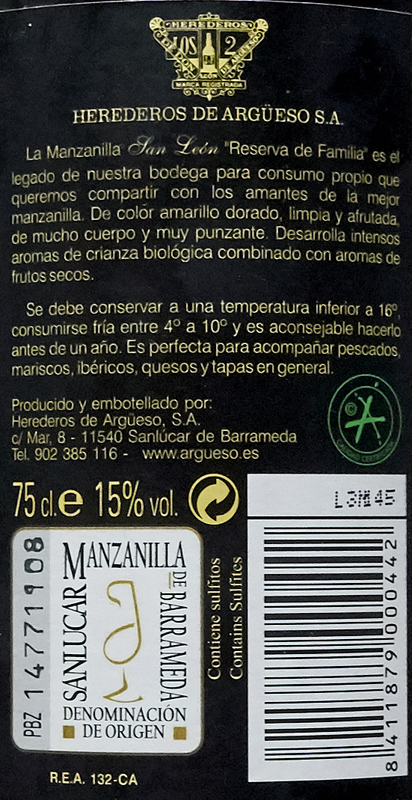 HEREDEROS
LOS 2
LEÓN
DE ARGÜESO
MARCA REGISTRADA
HEREDEROS DE ARGÜESO S.A.
La Manzanilla San León "Reserva de Familia" es el
legado de nuestra bodega para consumo propio que
queremos compartir con los amantes de la mejor
manzanilla. De color amarillo dorado, limpia y afrutada,
de mucho cuerpo y muy punzante. Desarrolla intensos
aromas de crianza biológica combinado con aromas de
frutos secos.
Se debe conservar a una temperatura inferior a 16º,
consumirse fría entre 4º a 10º y es aconsejable hacerlo
antes de un año. Es perfecta para acompañar pescados,
mariscos, ibéricos, quesos y tapas en general.
Producido y embotellado por:
Herederos de Argüeso, S.A.
c/ Mar, 8 - 11540 Sanlúcar de Barrameda
Tel. 902 385 116 - www.argueso.es
CALIDAD CERTIFICADA
75 cl. e 15% vol.
L3M45
PBZ 14771908
MANZANILLA
SANLUCAR
DE BARRAMEDA
DENOMINACIÓN
DE ORIGEN
Contiene sulfitos
Contains Sulfites
8 411879 000442
R.E.A. 132-CA